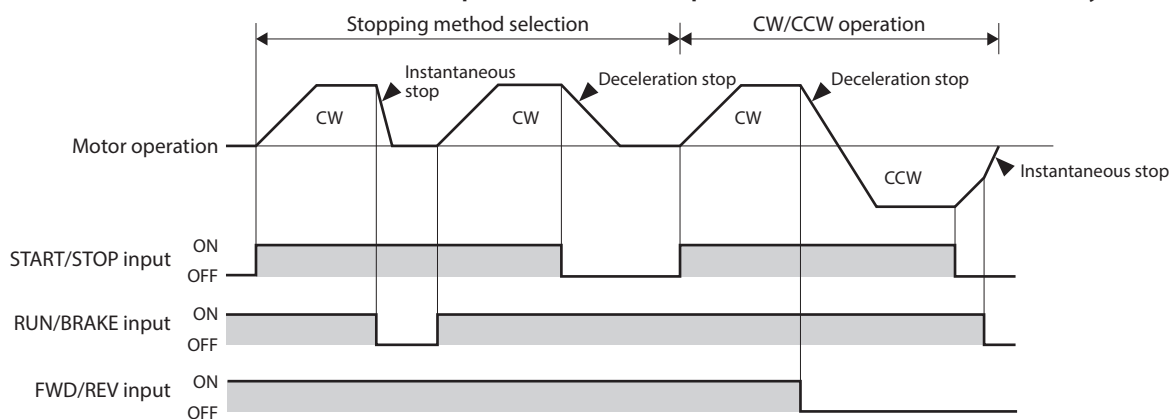 Stopping method selection
CW/CCW operation
Instantaneous
stop
Deceleration stop
Deceleration stop
CW
CW
CW
Motor operation
CCW
Instantaneous stop
START/STOP input
ON
OFF
RUN/BRAKE input
ON
OFF
FWD/REV input
ON
OFF